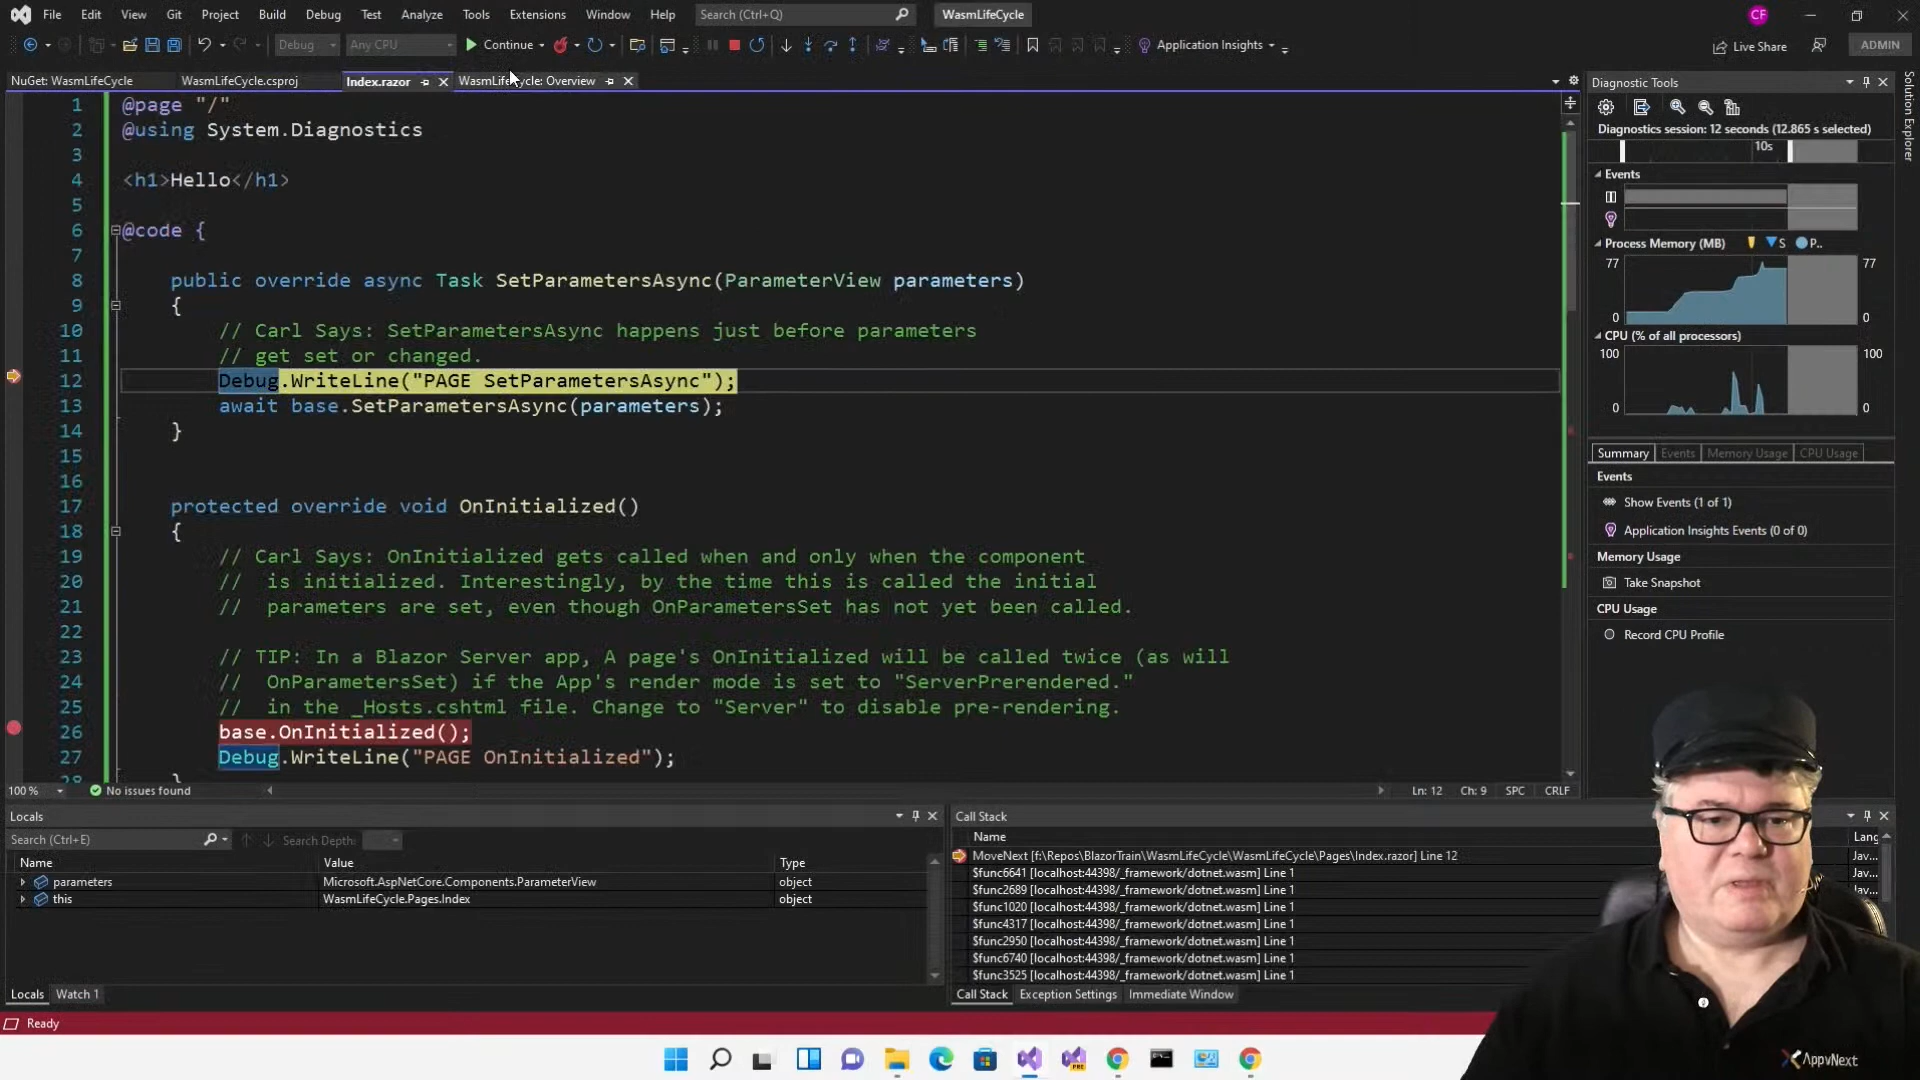 File Edit View Git Project Build Debug Test Analyze Tools Extensions Window Help Search (Ctrl+Q) WasmLifeCycle CF
Debug Any CPU Continue Application Insights Live Share ADMIN
NuGet: WasmLifeCycle WasmLifeCycle.csproj Index.razor WasmLifeCycle: Overview
1 @page "/"
2 @using System.Diagnostics
3
4 <h1>Hello</h1>
5
6 @code {
7
8 public override async Task SetParametersAsync(ParameterView parameters)
9 {
10 // Carl Says: SetParametersAsync happens just before parameters
11 // get set or changed.
12 Debug.WriteLine("PAGE SetParametersAsync");
13 await base.SetParametersAsync(parameters);
14 }
15
16
17 protected override void OnInitialized()
18 {
19 // Carl Says: OnInitialized gets called when and only when the component
20 // is initialized. Interestingly, by the time this is called the initial
21 // parameters are set, even though OnParametersSet has not yet been called.
22
23 // TIP: In a Blazor Server app, A page's OnInitialized will be called twice (as will
24 // OnParametersSet) if the App's render mode is set to "ServerPrerendered."
25 // in the _Hosts.cshtml file. Change to "Server" to disable pre-rendering.
26 base.OnInitialized();
27 Debug.WriteLine("PAGE OnInitialized");
28 }
100 % No issues found Ln: 12 Ch: 9 SPC CRLF
Diagnostic Tools
Diagnostics session: 12 seconds (12.865 s selected)
10s
Events
Process Memory (MB) S P..
77 77
0 0
CPU (% of all processors)
100 100
0 0
Summary Events Memory Usage CPU Usage
Events
Show Events (1 of 1)
Application Insights Events (0 of 0)
Memory Usage
Take Snapshot
CPU Usage
Record CPU Profile
Solution Explorer
Locals
Search (Ctrl+E) Search Depth:
Name Value Type
parameters Microsoft.AspNetCore.Components.ParameterView object
this WasmLifeCycle.Pages.Index object
Locals Watch 1
Call Stack
Name Lang
MoveNext [f:\Repos\BlazorTrain\WasmLifeCycle\WasmLifeCycle\Pages\Index.razor] Line 12 Jav...
$func6641 [localhost:44398/_framework/dotnet.wasm] Line 1 Jav...
$func2689 [localhost:44398/_framework/dotnet.wasm] Line 1 Jav...
$func1020 [localhost:44398/_framework/dotnet.wasm] Line 1
$func4317 [localhost:44398/_framework/dotnet.wasm] Line 1
$func2950 [localhost:44398/_framework/dotnet.wasm] Line 1
$func6740 [localhost:44398/_framework/dotnet.wasm] Line 1
$func3525 [localhost:44398/_framework/dotnet.wasm] Line 1
Call Stack Exception Settings Immediate Window
Ready
PRE
AppvNext